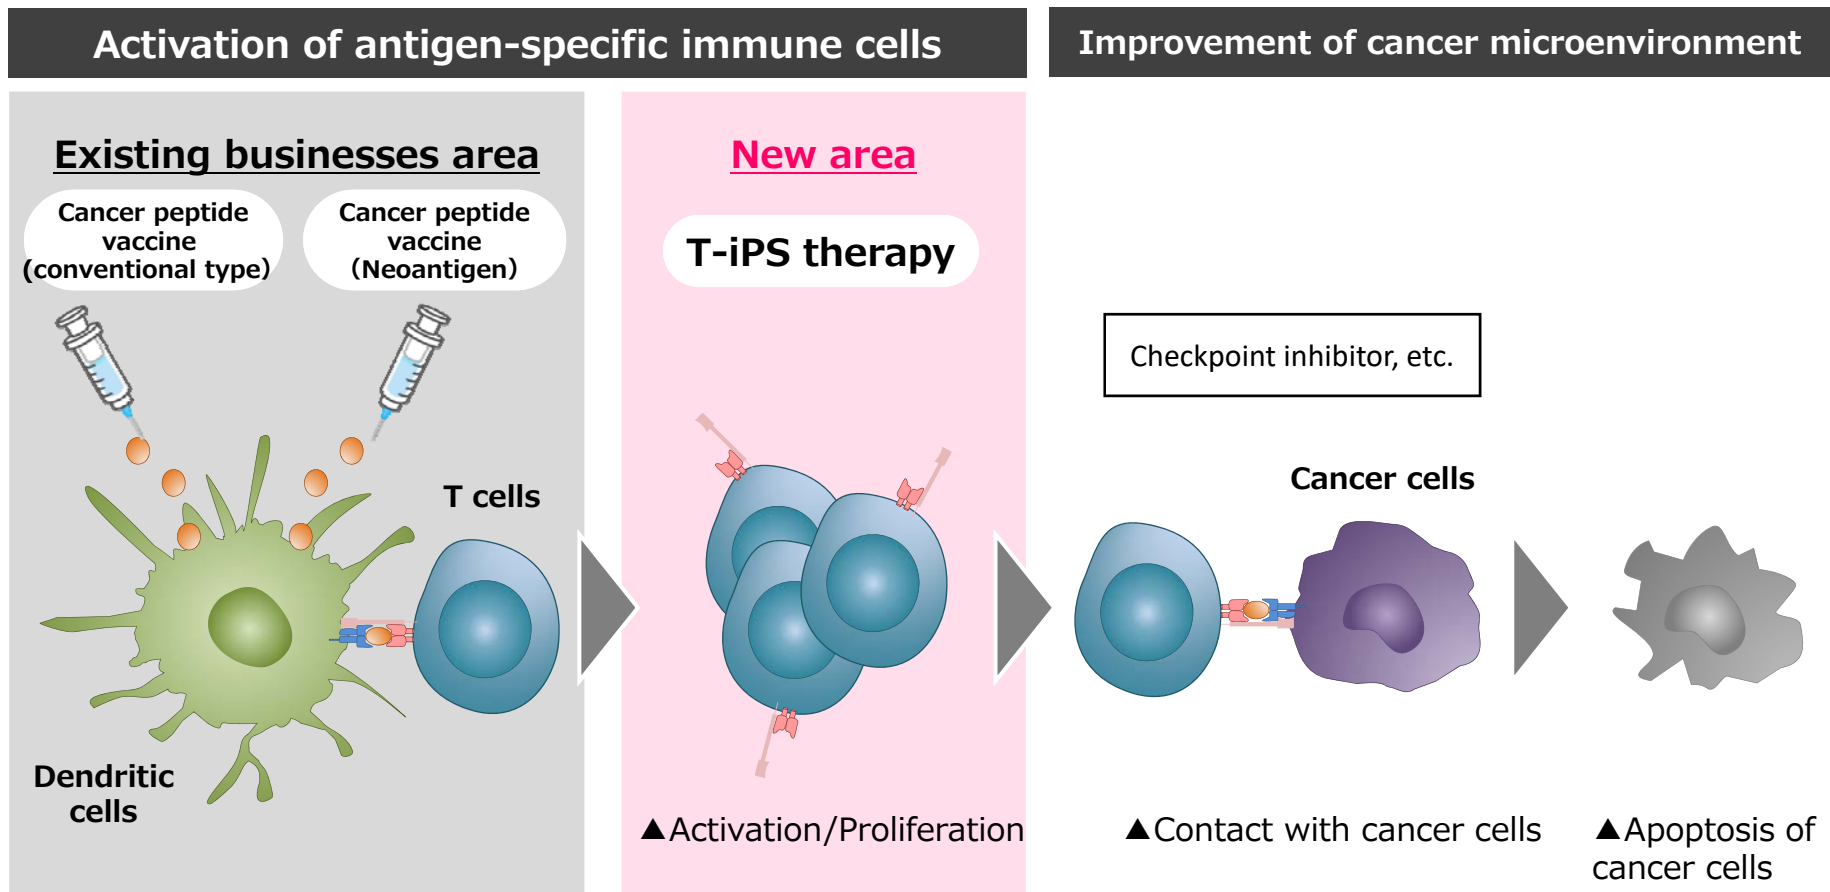 Activation of antigen-specific immune cells
Improvement of cancer microenvironment
Existing businesses area
Cancer peptide
vaccine
(conventional type)
Cancer peptide
vaccine
(Neoantigen)
T cells
Dendritic
cells
New area
T-iPS therapy
▲Activation/Proliferation
Checkpoint inhibitor, etc.
Cancer cells
▲Contact with cancer cells
▲Apoptosis of
cancer cells